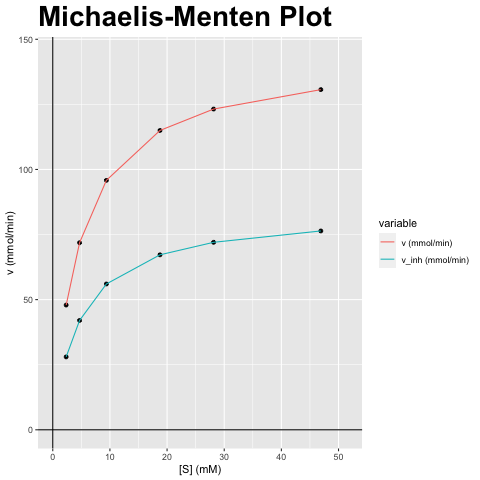 Michaelis-Menten Plot
150
100
50
0
v (mmol/min)
0 10 20 30 40 50
[S] (mM)
variable
v (mmol/min)
v_inh (mmol/min)